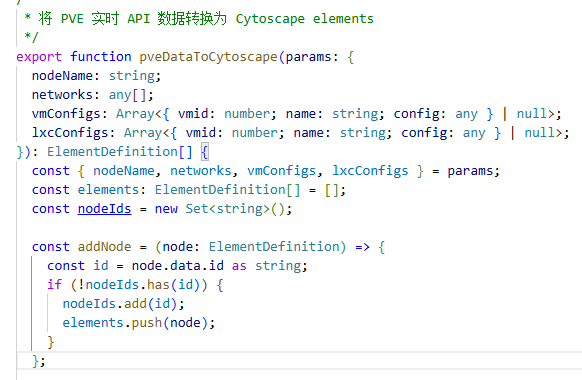 /
* 将 PVE 实时 API 数据转换为 Cytoscape elements
*/
export function pveDataToCytoscape(params: {
  nodeName: string;
  networks: any[];
  vmConfigs: Array<{ vmid: number; name: string; config: any } | null>;
  lxcConfigs: Array<{ vmid: number; name: string; config: any } | null>;
}): ElementDefinition[] {
  const { nodeName, networks, vmConfigs, lxcConfigs } = params;
  const elements: ElementDefinition[] = [];
  const nodeIds = new Set<string>();

  const addNode = (node: ElementDefinition) => {
    const id = node.data.id as string;
    if (!nodeIds.has(id)) {
      nodeIds.add(id);
      elements.push(node);
    }
  };